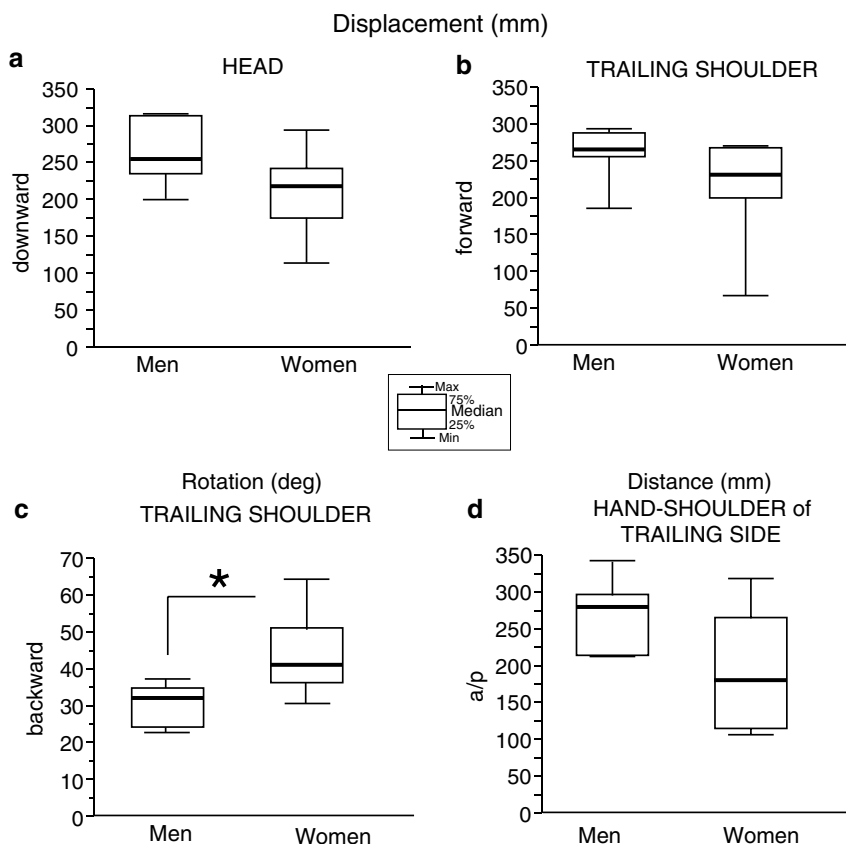 Displacement (mm)
a
HEAD
downward
350
300
250
200
150
100
50
0
Men Women
b
TRAILING SHOULDER
forward
350
300
250
200
150
100
50
0
Men Women
Max
75%
Median
25%
Min
Rotation (deg)
c
TRAILING SHOULDER
backward
70
60
50
40
30
20
10
0
*
Men Women
Distance (mm)
d
HAND-SHOULDER of
TRAILING SIDE
a/p
350
300
250
200
150
100
50
0
Men Women